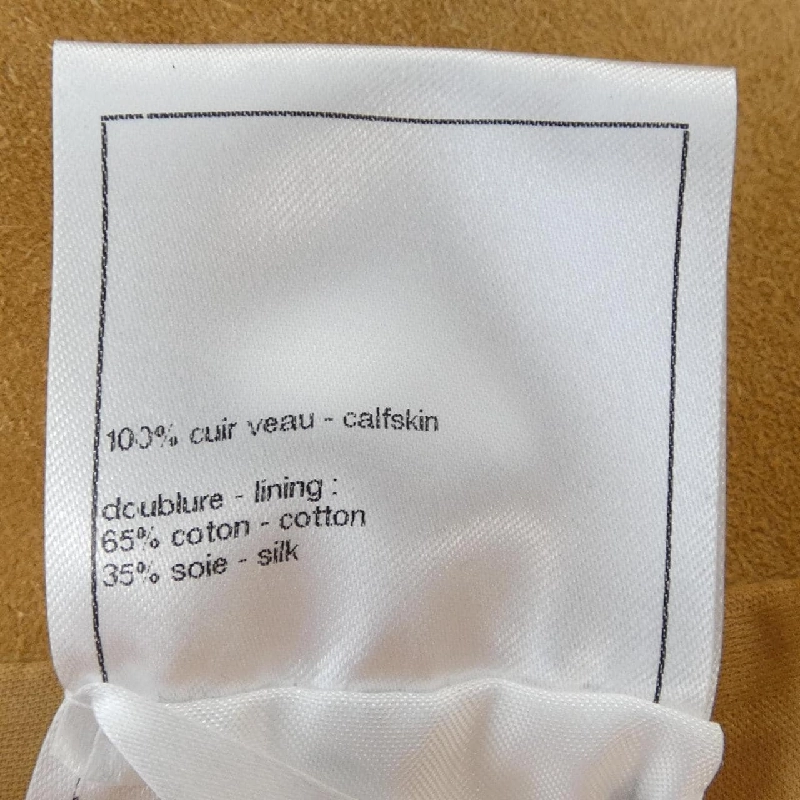 100% cuir veau - calfskin
doublure - lining :
65% coton - cotton
35% soie - silk